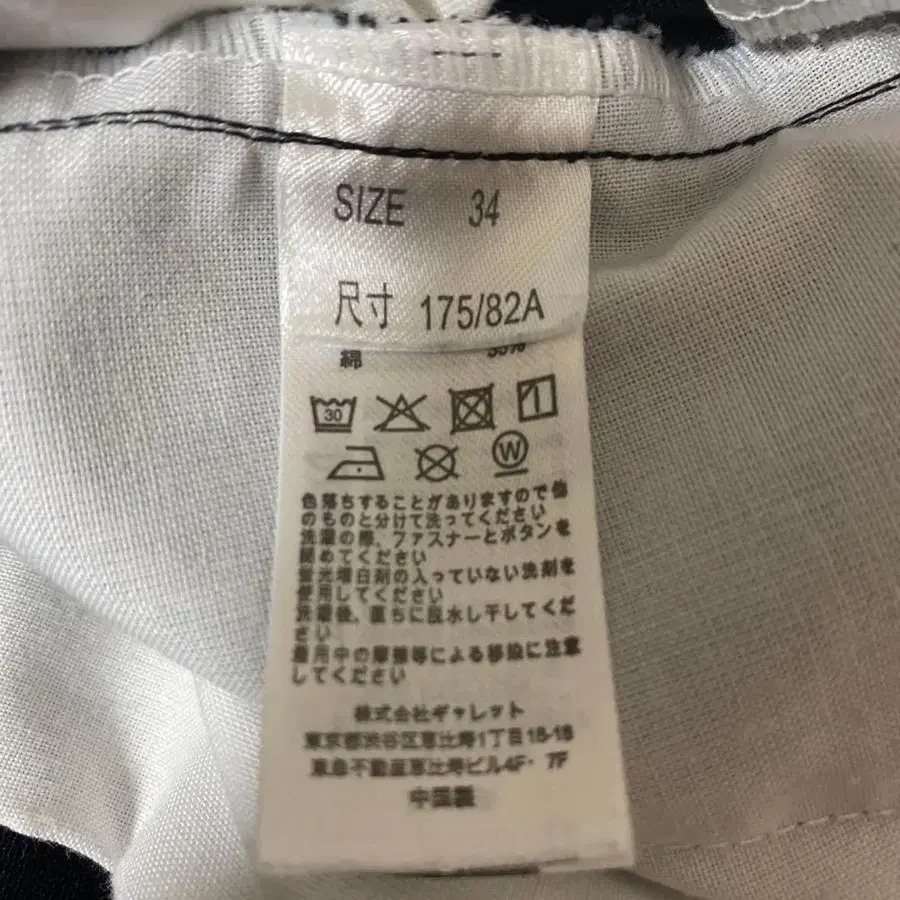 SIZE 34
尺寸 175/82A
綿 35%
30
W
色落ちすることがありますので他
のものと分けて洗ってください
洗濯の際、ファスナーとボタンを
閉めてください
蛍光増白剤の入っていない洗剤を
使用してください
洗濯後、直ちに脱水し干してくだ
さい
着用中の摩擦等による移染に注意
してください
株式会社ギャレット
東京都渋谷区恵比寿1丁目18-18
東急不動産恵比寿ビル4F・7F
中国製